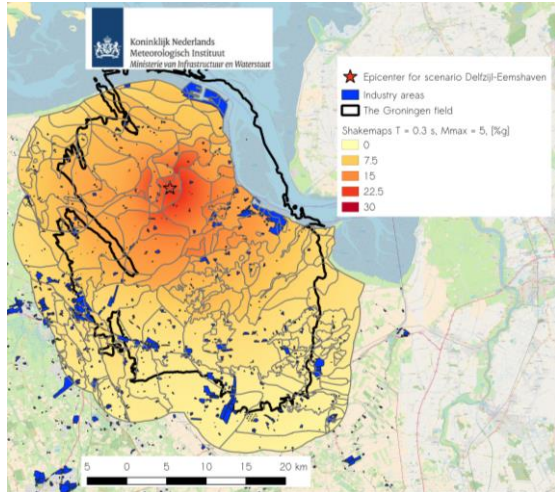 Koninklijk Nederlands
Meteorologisch Instituut
Ministerie van Infrastructuur en Waterstaat
Epicenter for scenario Delfzijl-Eemshaven
Industry areas
The Groningen field
Shakemaps T = 0.3 s, Mmax = 5, [%g]
0
7.5
15
22.5
30
5 0 5 10 15 20 km